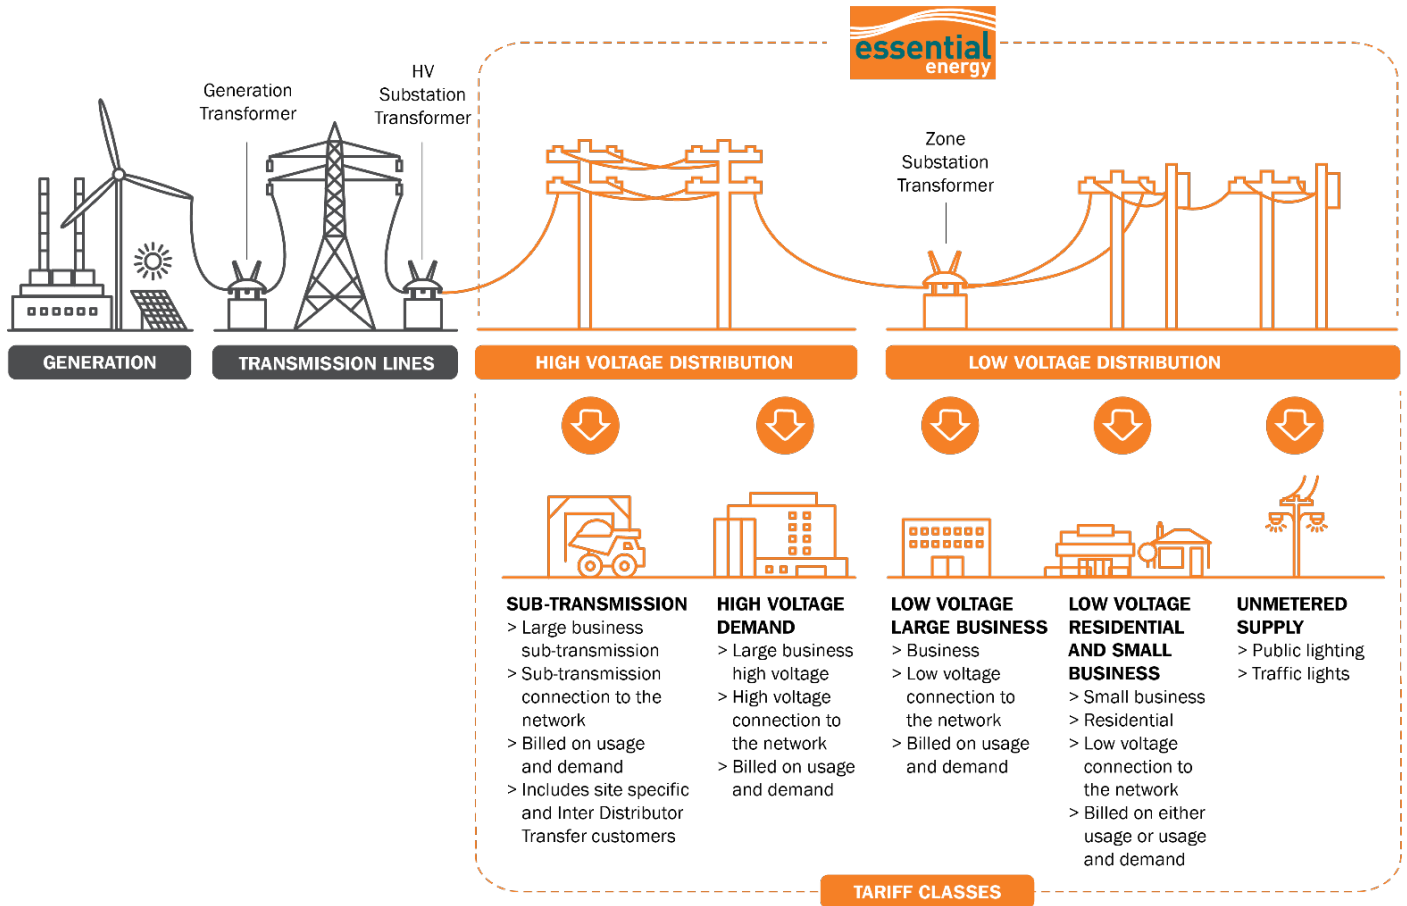 essential
energy
Generation
Transformer
HV
Substation
Transformer
Zone
Substation
Transformer
GENERATION
TRANSMISSION LINES
HIGH VOLTAGE DISTRIBUTION
LOW VOLTAGE DISTRIBUTION
SUB-TRANSMISSION
> Large business
sub-transmission
> Sub-transmission
connection to the
network
> Billed on usage
and demand
> Includes site specific
and Inter Distributor
Transfer customers
HIGH VOLTAGE
DEMAND
> Large business
high voltage
> High voltage
connection to
the network
> Billed on usage
and demand
LOW VOLTAGE
LARGE BUSINESS
> Business
> Low voltage
connection to
the network
> Billed on usage
and demand
LOW VOLTAGE
RESIDENTIAL
AND SMALL
BUSINESS
> Small business
> Residential
> Low voltage
connection to
the network
> Billed on either
usage or usage
and demand
UNMETERED
SUPPLY
> Public lighting
> Traffic lights
TARIFF CLASSES